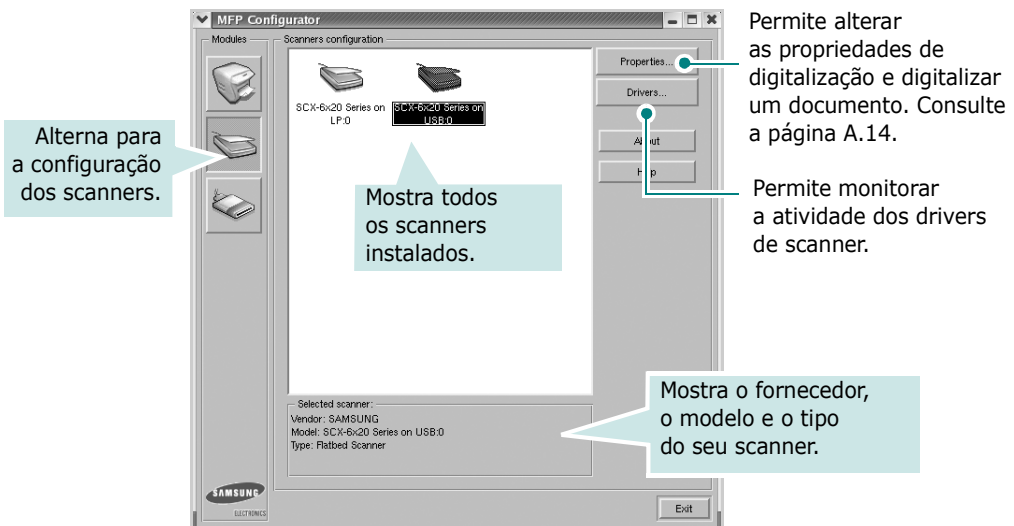 MFP Configurator
Modules
Scanners configuration
SCX-6x20 Series on
LP:0
SCX-6x20 Series on
USB:0
Properties...
Drivers...
About
Help
Permite alterar
as propriedades de
digitalização e digitalizar
um documento. Consulte
a página A.14.
Permite monitorar
a atividade dos drivers
de scanner.
Alterna para
a configuração
dos scanners.
Mostra todos
os scanners
instalados.
Selected scanner:
Vendor: SAMSUNG
Model: SCX-6x20 Series on USB:0
Type: Flatbed Scanner
Mostra o fornecedor,
o modelo e o tipo
do seu scanner.
SAMSUNG
ELECTRONICS
Exit